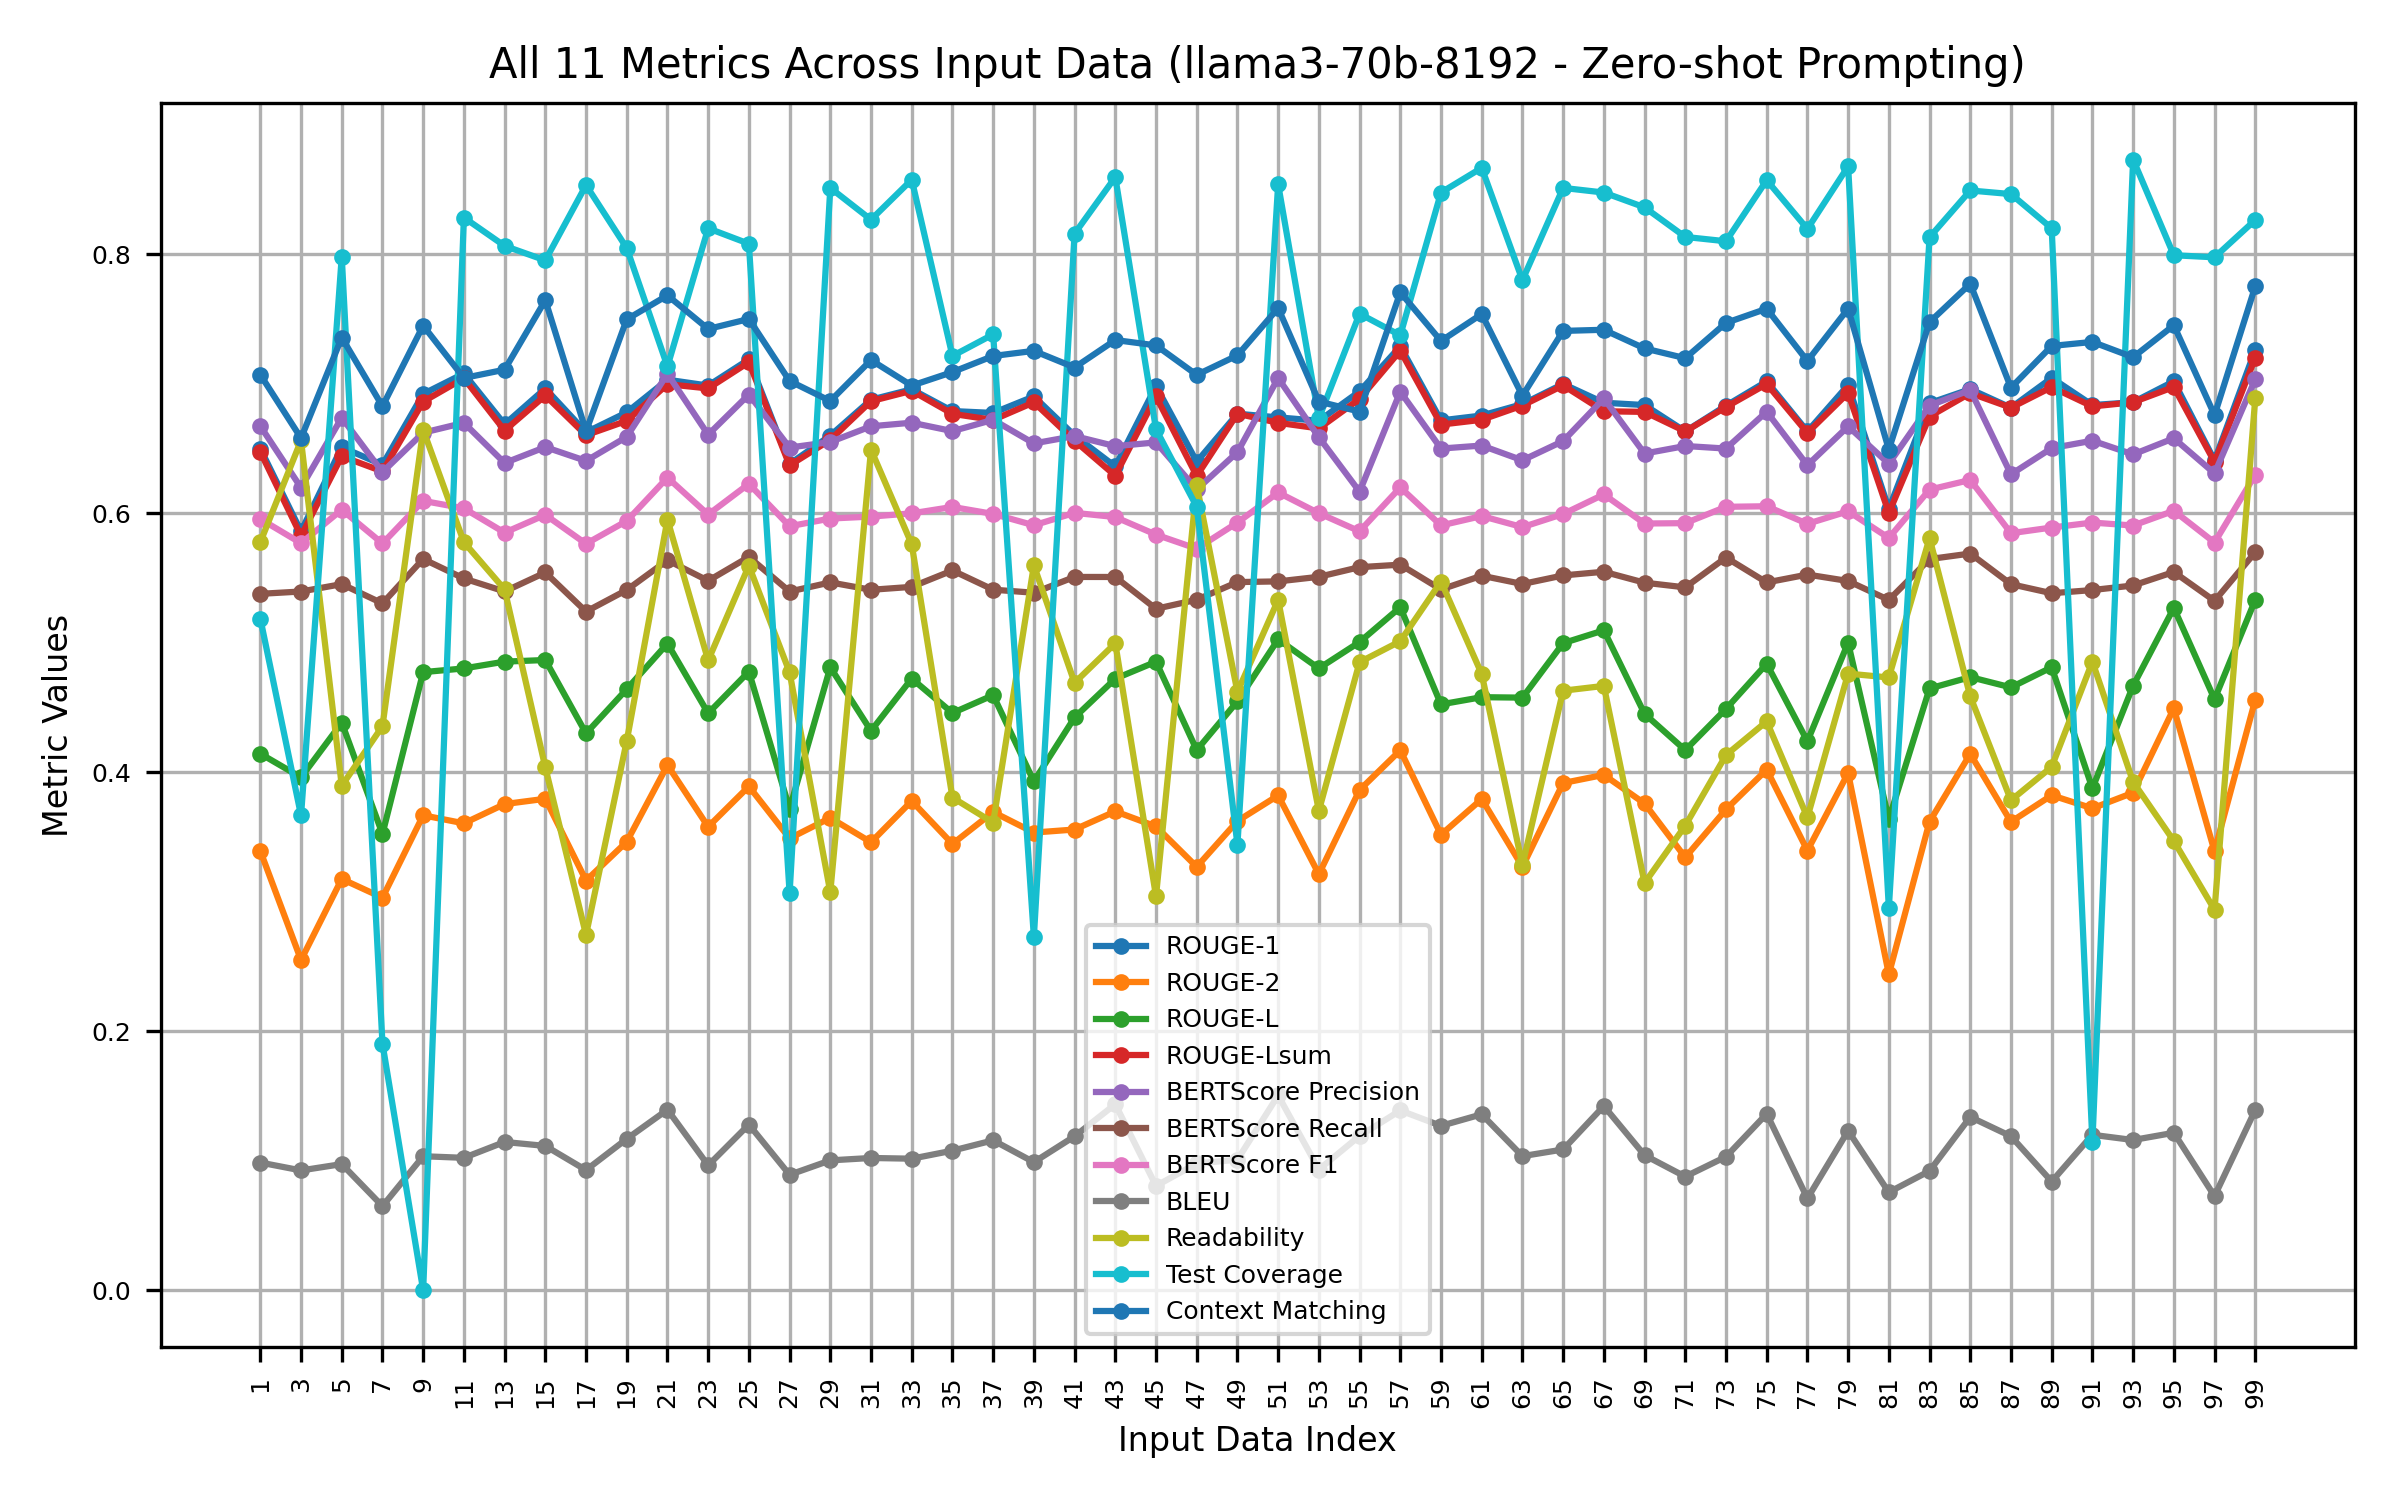 All 11 Metrics Across Input Data (llama3-70b-8192 - Zero-shot Prompting)
Metric Values
0.8
0.6
0.4
0.2
0.0
ROUGE-1
ROUGE-2
ROUGE-L
ROUGE-Lsum
BERTScore Precision
BERTScore Recall
BERTScore F1
BLEU
Readability
Test Coverage
Context Matching
1 3 5 7 9 11 13 15 17 19 21 23 25 27 29 31 33 35 37 39 41 43 45 47 49 51 53 55 57 59 61 63 65 67 69 71 73 75 77 79 81 83 85 87 89 91 93 95 97 99
Input Data Index